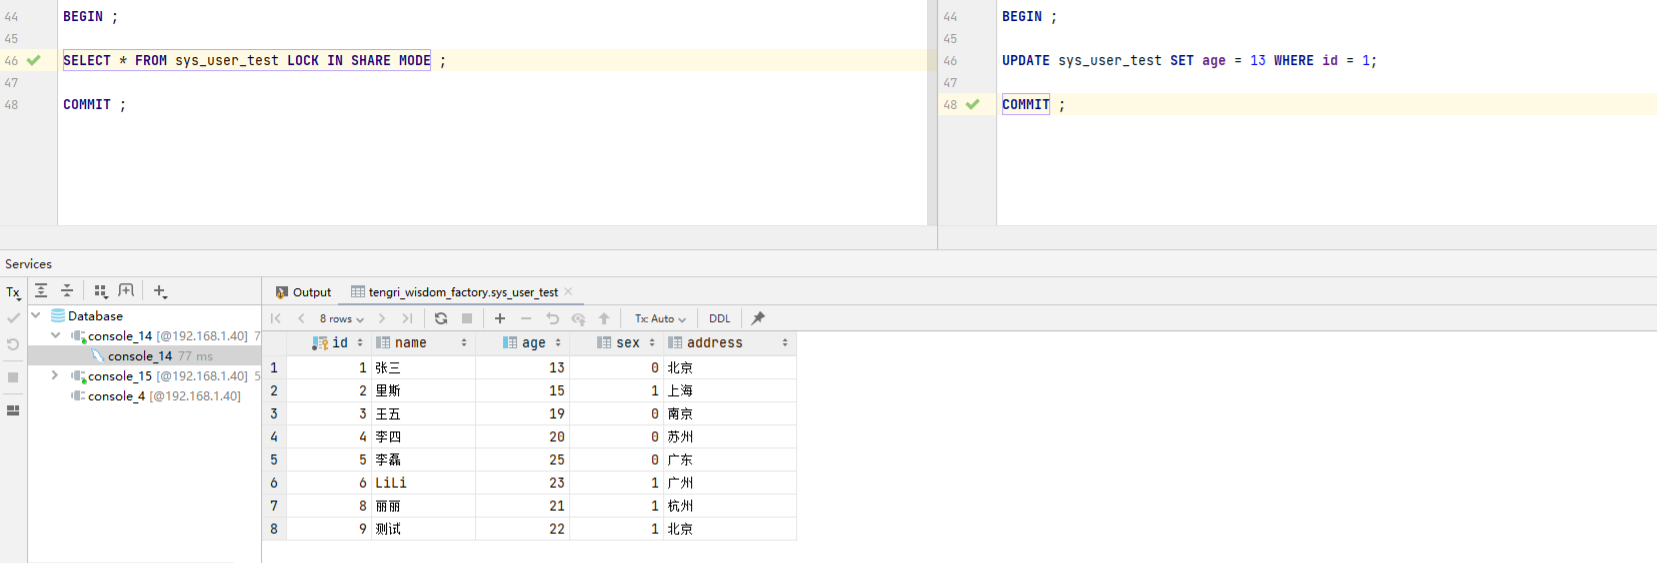 44 BEGIN ;
45
46 SELECT * FROM sys_user_test LOCK IN SHARE MODE ;
47
48 COMMIT ;
44 BEGIN ;
45
46 UPDATE sys_user_test SET age = 13 WHERE id = 1;
47
48 COMMIT ;
Services
Tx
Database
console_14 [@192.168.1.40] 7
console_14 77 ms
console_15 [@192.168.1.40] 5
console_4 [@192.168.1.40]
Output tengri_wisdom_factory.sys_user_test
8 rows Tx: Auto DDL
id name age sex address
1 1 张三 13 0 北京
2 2 里斯 15 1 上海
3 3 王五 19 0 南京
4 4 李四 20 0 苏州
5 5 李磊 25 0 广东
6 6 LiLi 23 1 广州
7 8 丽丽 21 1 杭州
8 9 测试 22 1 北京